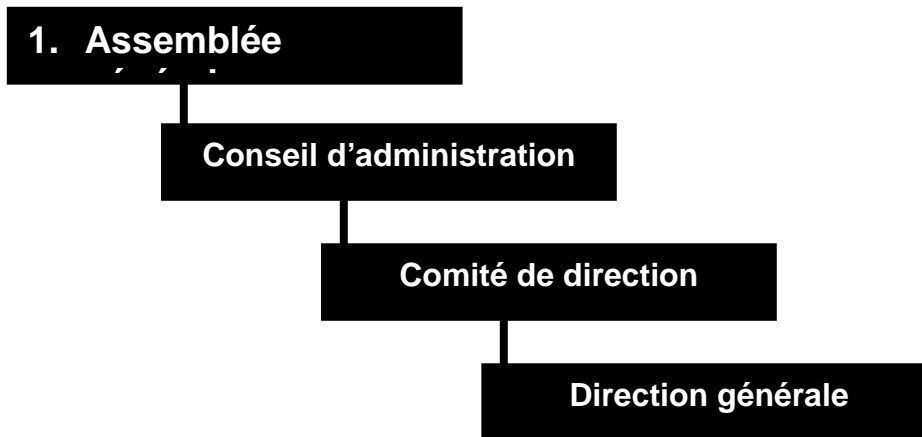 1. Assemblée
Conseil d’administration
Comité de direction
Direction générale